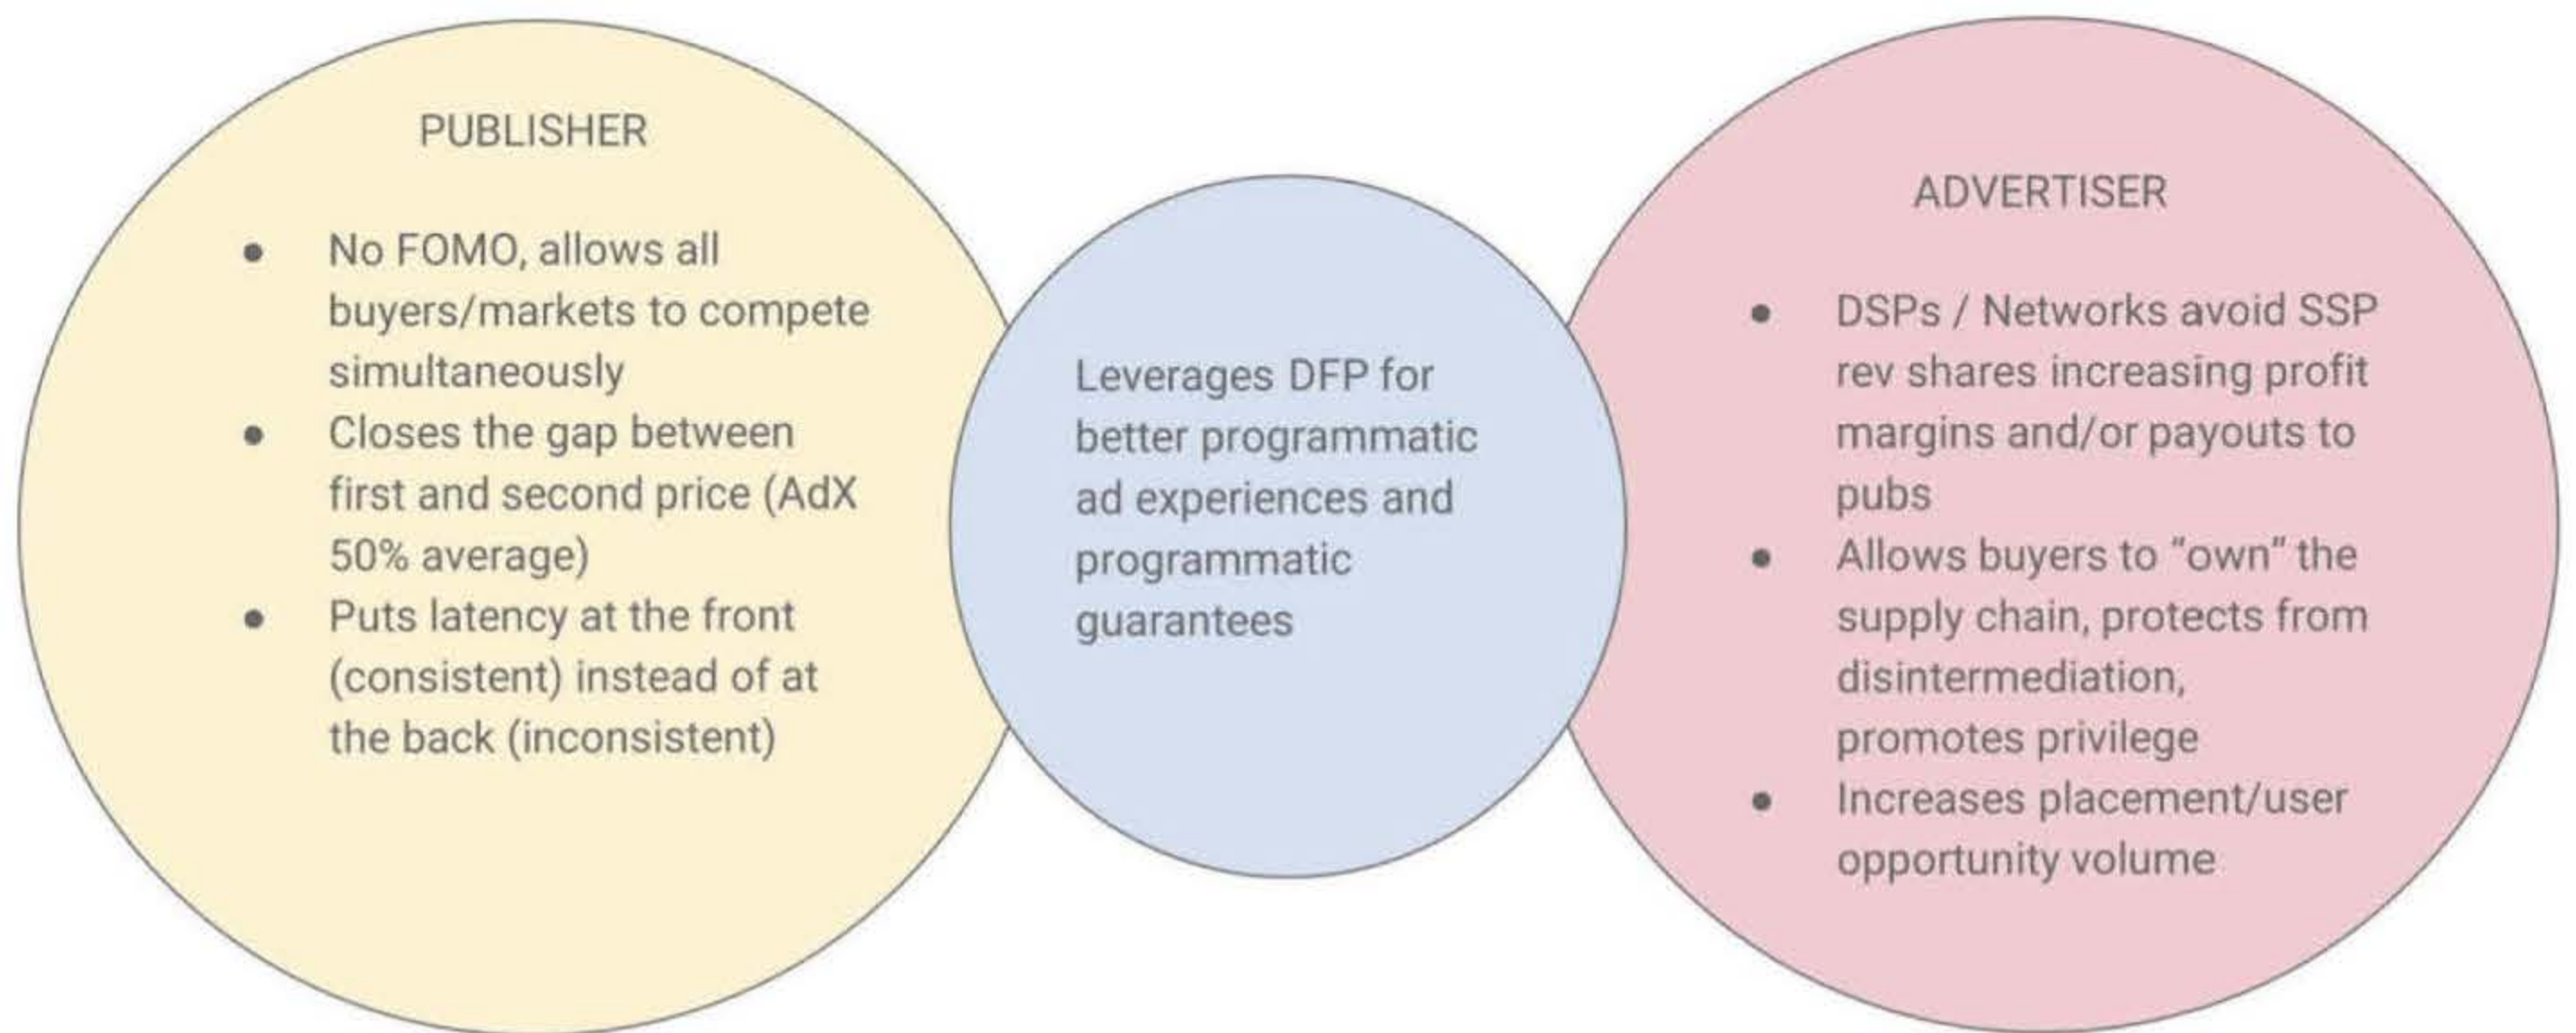 PUBLISHER
● No FOMO, allows all
buyers/markets to compete
simultaneously
● Closes the gap between
first and second price (AdX
50% average)
● Puts latency at the front
(consistent) instead of at
the back (inconsistent)
Leverages DFP for
better programmatic
ad experiences and
programmatic
guarantees
ADVERTISER
● DSPs / Networks avoid SSP
rev shares increasing profit
margins and/or payouts to
pubs
● Allows buyers to “own” the
supply chain, protects from
disintermediation,
promotes privilege
● Increases placement/user
opportunity volume